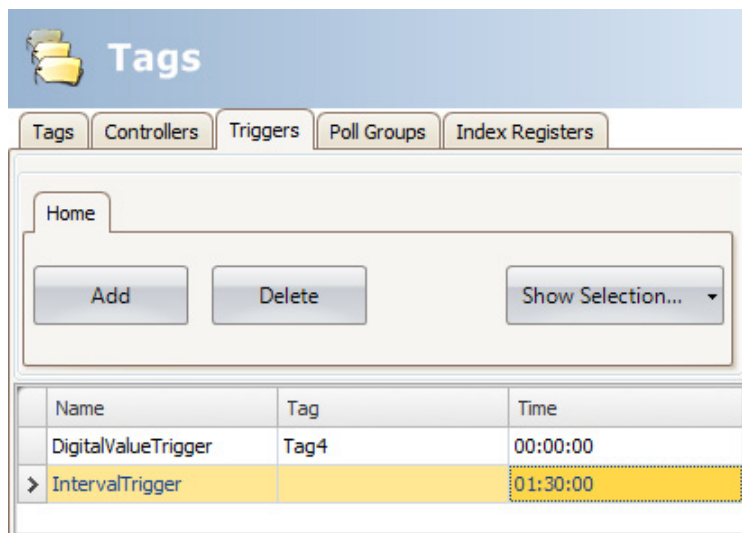 Tags
Tags Controllers Triggers Poll Groups Index Registers
Home
Add Delete Show Selection...
Name Tag Time
DigitalValueTrigger Tag4 00:00:00
IntervalTrigger 01:30:00